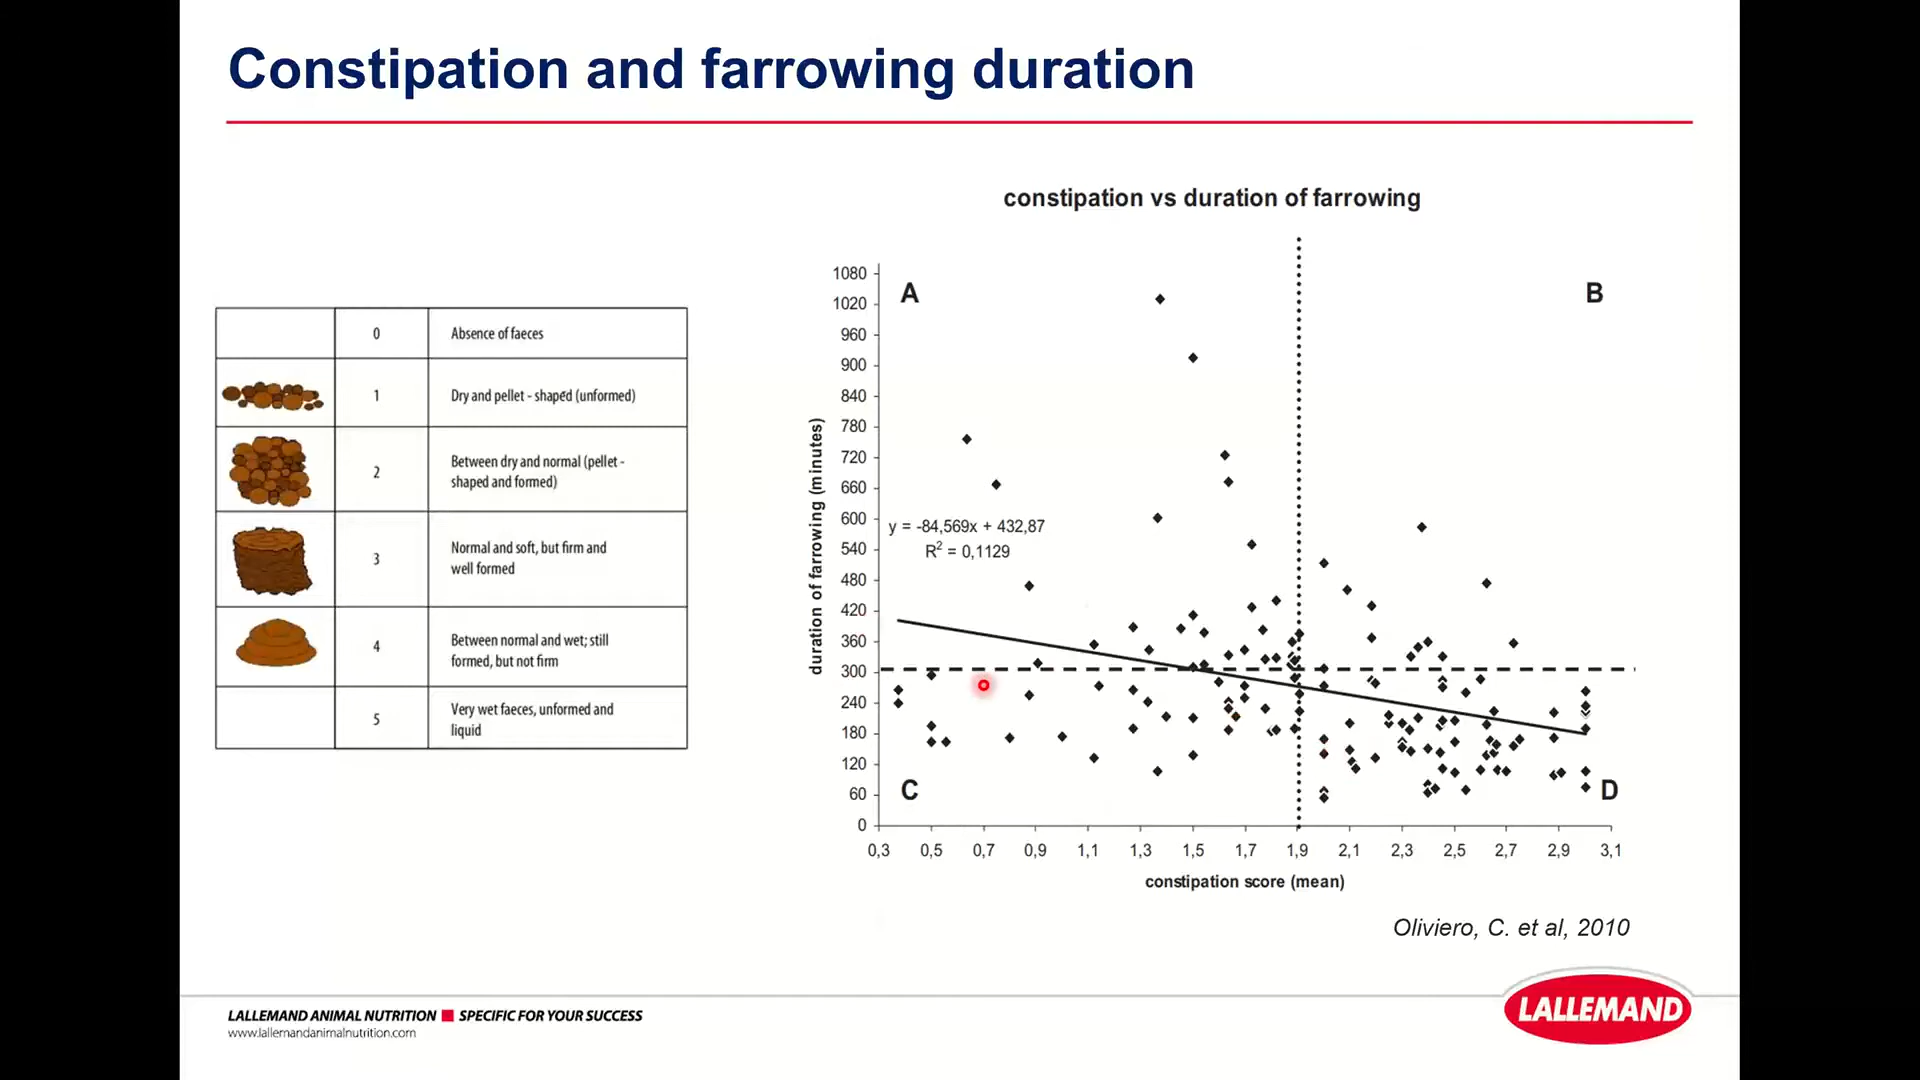 Constipation and farrowing duration
0 Absence of faeces
1 Dry and pellet - shaped (unformed)
2 Between dry and normal (pellet -
shaped and formed)
3 Normal and soft, but firm and
well formed
4 Between normal and wet; still
formed, but not firm
5 Very wet faeces, unformed and
liquid
constipation vs duration of farrowing
A
B
C
D
duration of farrowing (minutes)
1080
1020
960
900
840
780
720
660
600
540
480
420
360
300
240
180
120
60
0
y = -84,569x + 432,87
R² = 0,1129
0,3 0,5 0,7 0,9 1,1 1,3 1,5 1,7 1,9 2,1 2,3 2,5 2,7 2,9 3,1
constipation score (mean)
Oliviero, C. et al, 2010
LALLEMAND ANIMAL NUTRITION SPECIFIC FOR YOUR SUCCESS
www.lallemandanimalnutrition.com
LALLEMAND